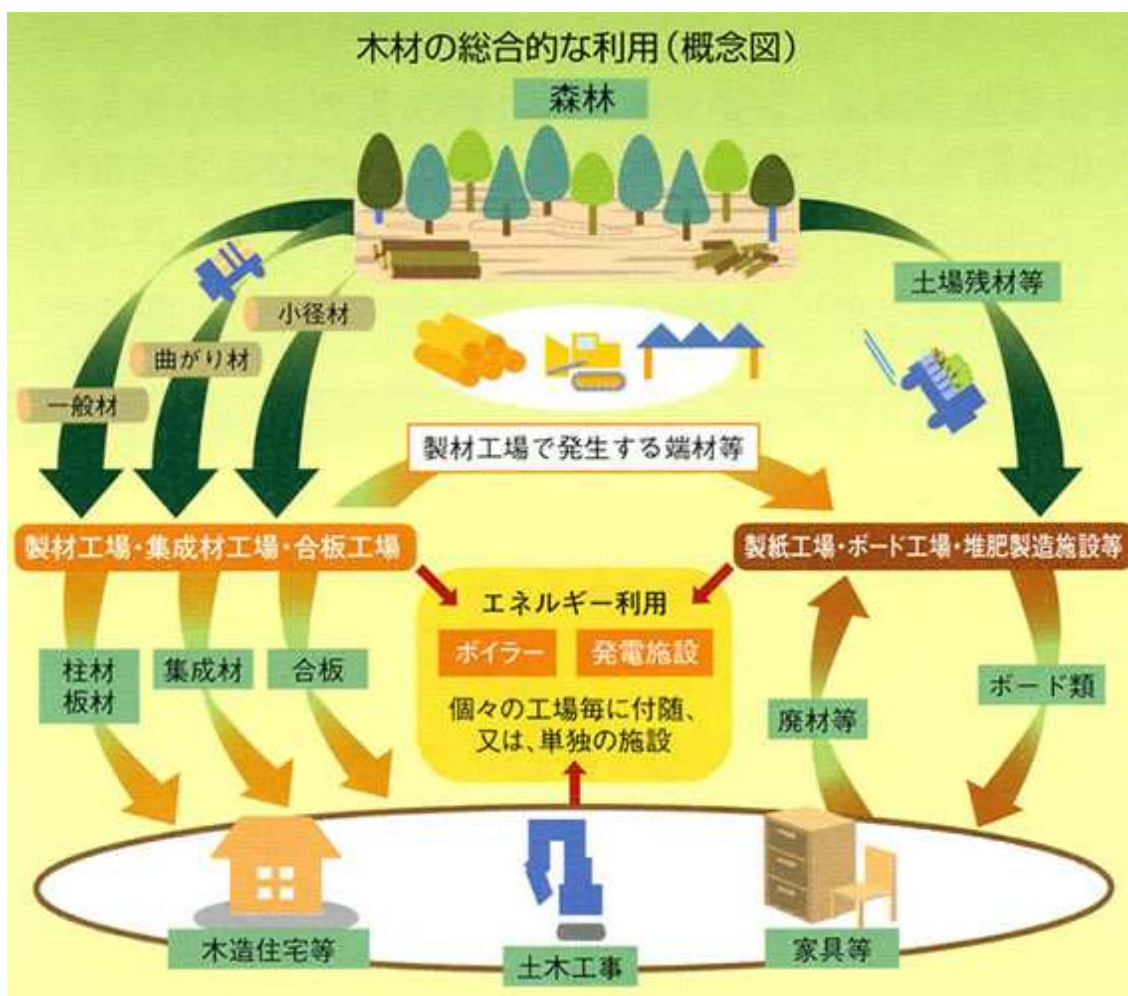 木材の総合的な利用(概念図)
森林
土場残材等
小径材
曲がり材
一般材
製材工場で発生する端材等
製材工場・集成材工場・合板工場
製紙工場・ボード工場・堆肥製造施設等
エネルギー利用
ボイラー
発電施設
個々の工場毎に付随、
又は、単独の施設
柱材
板材
集成材
合板
廃材等
ボード類
木造住宅等
土木工事
家具等